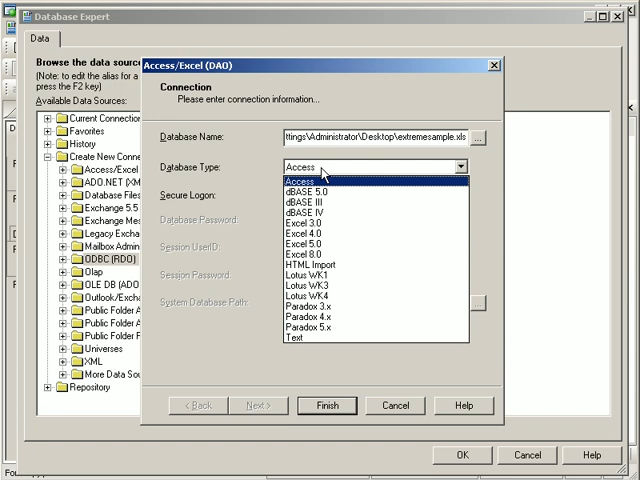 Database Expert
Data
Browse the data sourc
(Note: to edit the alias for a
press the F2 key)
Available Data Sources:
Current Connection
Favorites
History
Create New Conne
Access/Excel
ADO.NET (XM
Database Files
Exchange 5.5
Exchange Mes
Legacy Excha
Mailbox Admin
ODBC (RDO)
Olap
OLE DB (ADO
Outlook/Excha
Public Folder A
Public Folder A
Public Folder F
Universes
XML
More Data Sou
Repository
Access/Excel (DAO)
Connection
Please enter connection information...
Database Name:
ttings\Administrator\Desktop\extremesample.xls
...
Database Type:
Access
Secure Logon:
Database Password:
Session UserID:
Session Password:
System Database Path:
...
Access
dBASE 5.0
dBASE III
dBASE IV
Excel 3.0
Excel 4.0
Excel 5.0
Excel 8.0
HTML Import
Lotus WK1
Lotus WK3
Lotus WK4
Paradox 3.x
Paradox 4.x
Paradox 5.x
Text
< Back
Next >
Finish
Cancel
Help
OK
Cancel
Help